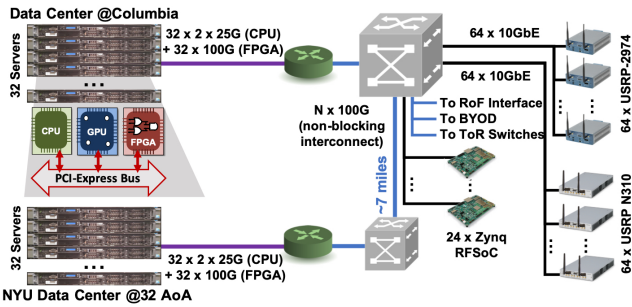 Data Center @Columbia
32 Servers
32 x 2 x 25G (CPU)
+ 32 x 100G (FPGA)
64 x 10GbE
64 x 10GbE
64 x USRP-2974
CPU
GPU
FPGA
PCI-Express Bus
N x 100G
(non-blocking
interconnect)
To RoF Interface
To BYOD
To ToR Switches
~7 miles
24 x Zynq
RFSoC
64 x USRP N310
32 Servers
32 x 2 x 25G (CPU)
+ 32 x 100G (FPGA)
NYU Data Center @32 AoA